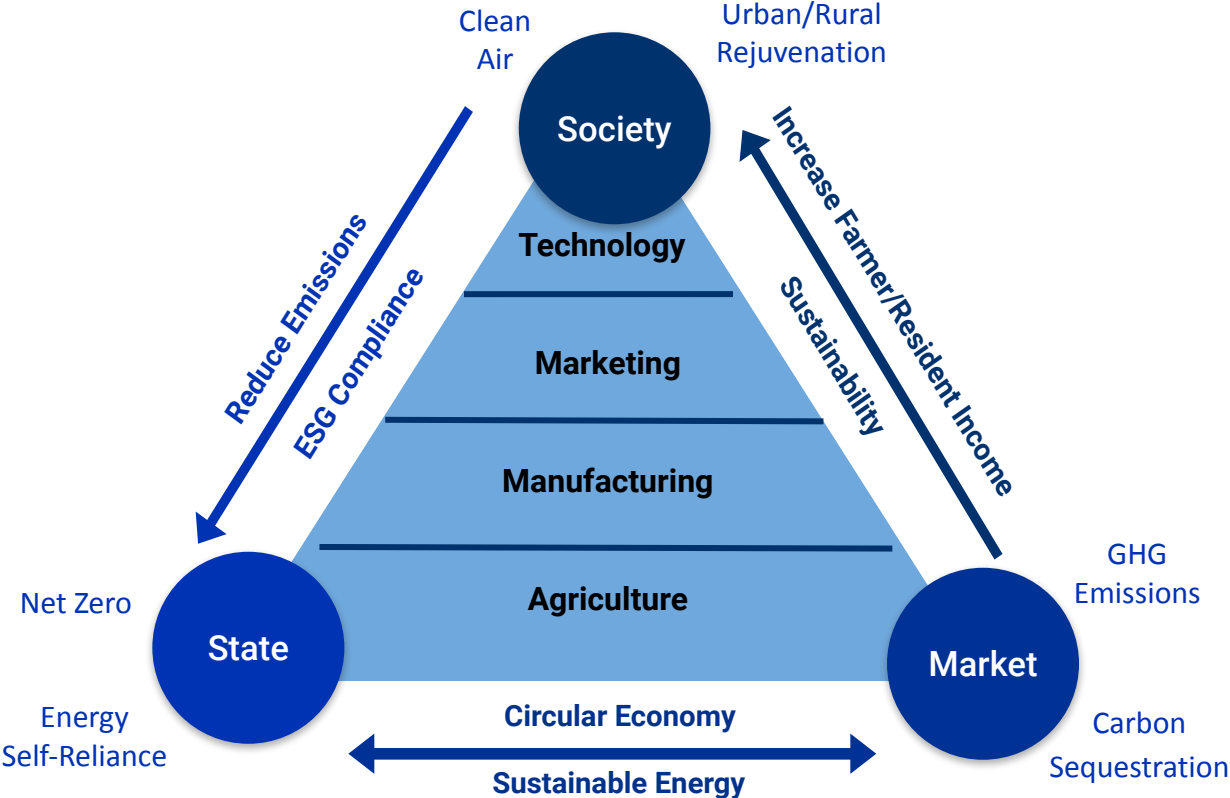 Clean
Air
Urban/Rural
Rejuvenation
Society
Reduce Emissions
ESG Compliance
Increase Farmer/Resident Income
Sustainability
Technology
Marketing
Manufacturing
Agriculture
Net Zero
State
Energy
Self-Reliance
GHG
Emissions
Market
Carbon
Sequestration
Circular Economy
Sustainable Energy